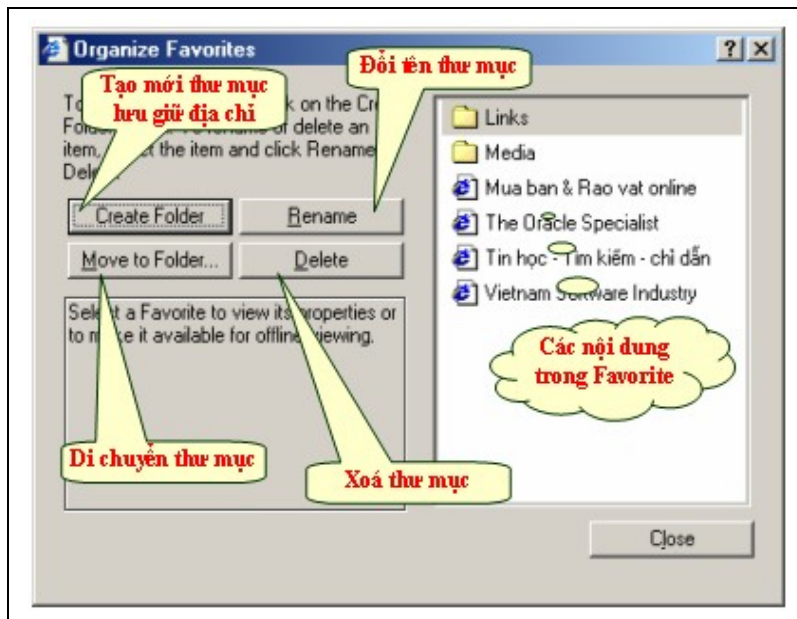 Organize Favorites
Tạo mới thư mục
lưu giữ địa chỉ
Đổi tên thư mục
To k on the Cre
Folde delete an
item, the item and click Rename
Dele
Create Folder
Rename
Move to Folder...
Delete
Select a Favorite to view its properties or
to make it available for offline viewing.
Di chuyển thư mục
Xoá thư mục
Links
Media
Mua ban & Rao vat online
The Oracle Specialist
Tin học - Tìm kiếm - chỉ dẫn
Vietnam Software Industry
Các nội dung
trong Favorite
Close